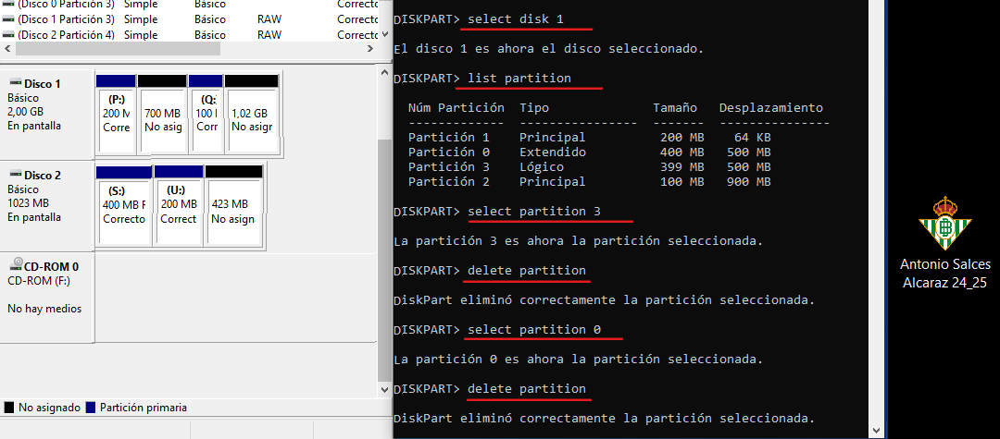 (Disco 0 Partición 3) Simple Básico Correcto
(Disco 1 Partición 3) Simple Básico RAW Correcto
(Disco 2 Partición 4) Simple Básico RAW Correcto
Disco 1
Básico
2,00 GB
En pantalla
(P:)
200 M
Corre
700 MB
No asig
(Q:
100 I
Corr
1,02 GB
No asigr
Disco 2
Básico
1023 MB
En pantalla
(S:)
400 MB F
Correcto
(U:)
200 MB
Correct
423 MB
No asign
CD-ROM 0
CD-ROM (F:)
No hay medios
No asignado Partición primaria
DISKPART> select disk 1
El disco 1 es ahora el disco seleccionado.
DISKPART> list partition
Núm Partición Tipo Tamaño Desplazamiento
------------- ---------------- ------- ---------------
Partición 1 Principal 200 MB 64 KB
Partición 0 Extendido 400 MB 500 MB
Partición 3 Lógico 399 MB 500 MB
Partición 2 Principal 100 MB 900 MB
DISKPART> select partition 3
La partición 3 es ahora la partición seleccionada.
DISKPART> delete partition
DiskPart eliminó correctamente la partición seleccionada.
DISKPART> select partition 0
La partición 0 es ahora la partición seleccionada.
DISKPART> delete partition
DiskPart eliminó correctamente la partición seleccionada.
Antonio Salces
Alcaraz 24_25